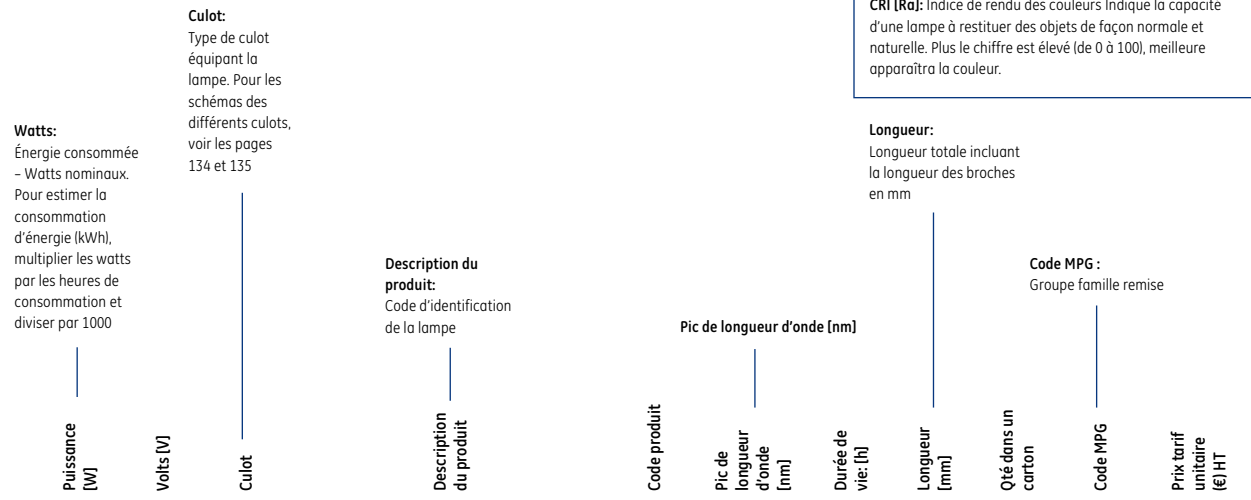 CRI [Ra]: Indice de rendu des couleurs Indique la capacité
d'une lampe à restituer des objets de façon normale et
naturelle. Plus le chiffre est élevé (de 0 à 100), meilleure
apparaîtra la couleur.
Culot:
Type de culot
équipant la
lampe. Pour les
schémas des
différents culots,
voir les pages
134 et 135
Watts:
Énergie consommée
– Watts nominaux.
Pour estimer la
consommation
d'énergie (kWh),
multiplier les watts
par les heures de
consommation et
diviser par 1000
Description du
produit:
Code d'identification
de la lampe
Pic de longueur d'onde [nm]
Longueur:
Longueur totale incluant
la longueur des broches
en mm
Code MPG :
Groupe famille remise
Puissance
[W]
Volts [V]
Culot
Description
du produit
Code produit
Pic de
longueur
d'onde
[nm]
Durée de
vie: [h]
Longueur
[mm]
Qté dans un
carton
Code MPG
Prix tarif
unitaire
(€) HT